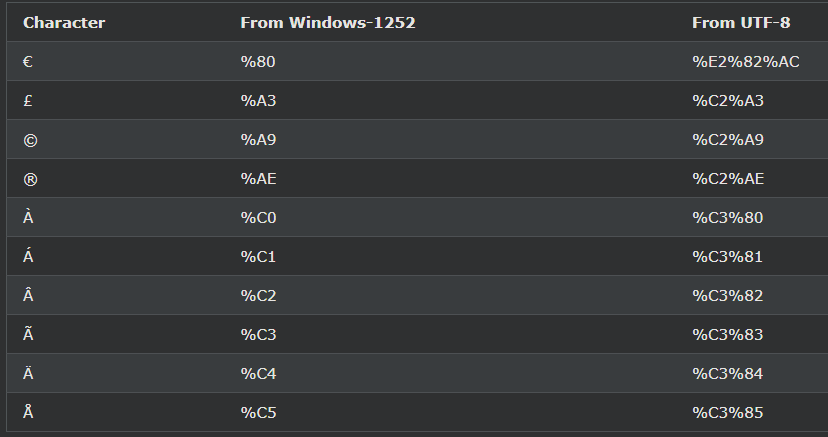 Character From Windows-1252 From UTF-8
€ %80 %E2%82%AC
£ %A3 %C2%A3
© %A9 %C2%A9
® %AE %C2%AE
À %C0 %C3%80
Á %C1 %C3%81
Â %C2 %C3%82
Ã %C3 %C3%83
Ä %C4 %C3%84
Å %C5 %C3%85